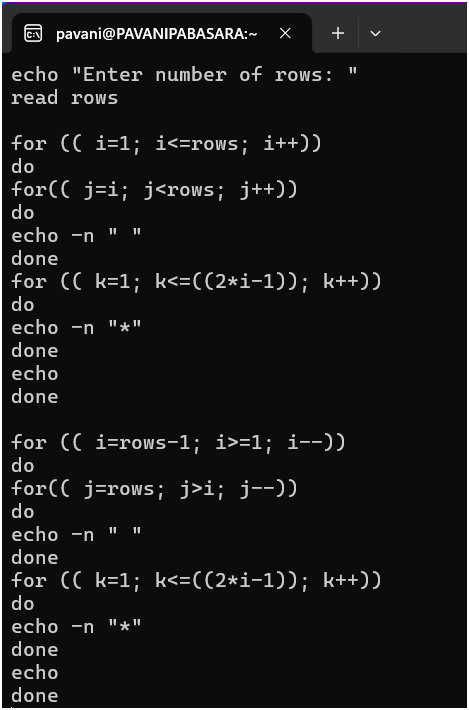 pavani@PAVANIPABASARA:~
echo "Enter number of rows: "
read rows
for (( i=1; i<=rows; i++))
do
for(( j=i; j<rows; j++))
do
echo -n " "
done
for (( k=1; k<=((2*i-1)); k++))
do
echo -n "*"
done
echo
done
for (( i=rows-1; i>=1; i--))
do
for(( j=rows; j>i; j--))
do
echo -n " "
done
for (( k=1; k<=((2*i-1)); k++))
do
echo -n "*"
done
echo
done